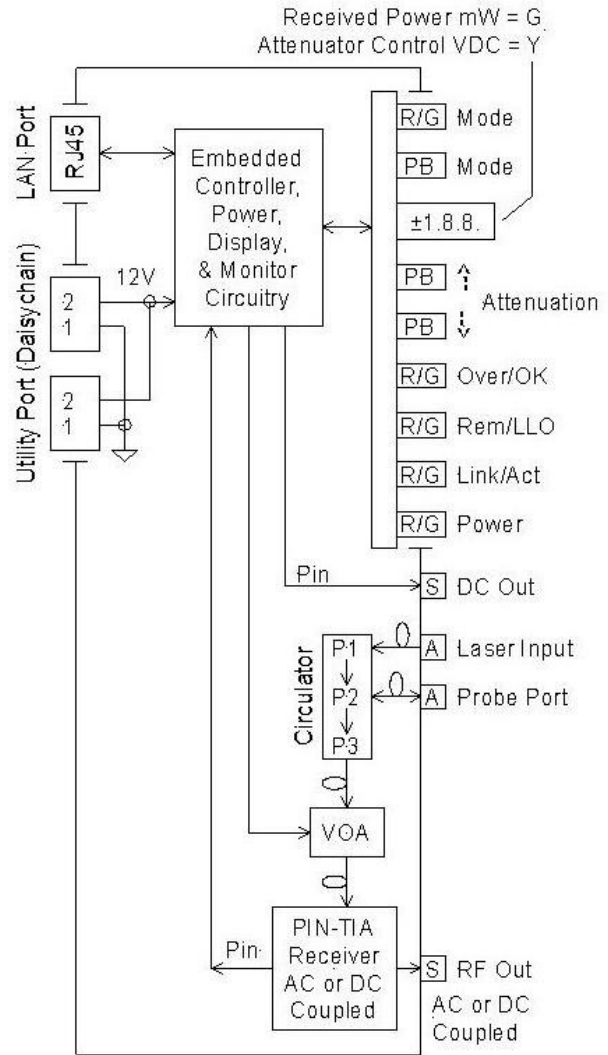 Received Power mW = G
Attenuator Control VDC = Y
LAN Port
RJ45
Embedded
Controller,
Power,
Display,
& Monitor
Circuitry
R/G Mode
PB Mode
±1.8.8.
PB
Attenuation
PB
R/G Over/OK
R/G Rem/LLO
R/G Link/Act
R/G Power
Utility Port (Daisychain)
12V
2
1
2
1
Pin
S DC Out
Circulator
P1
P2
P3
A Laser Input
A Probe Port
VOA
PIN-TIA
Receiver
AC or DC
Coupled
Pin
S RF Out
AC or DC
Coupled